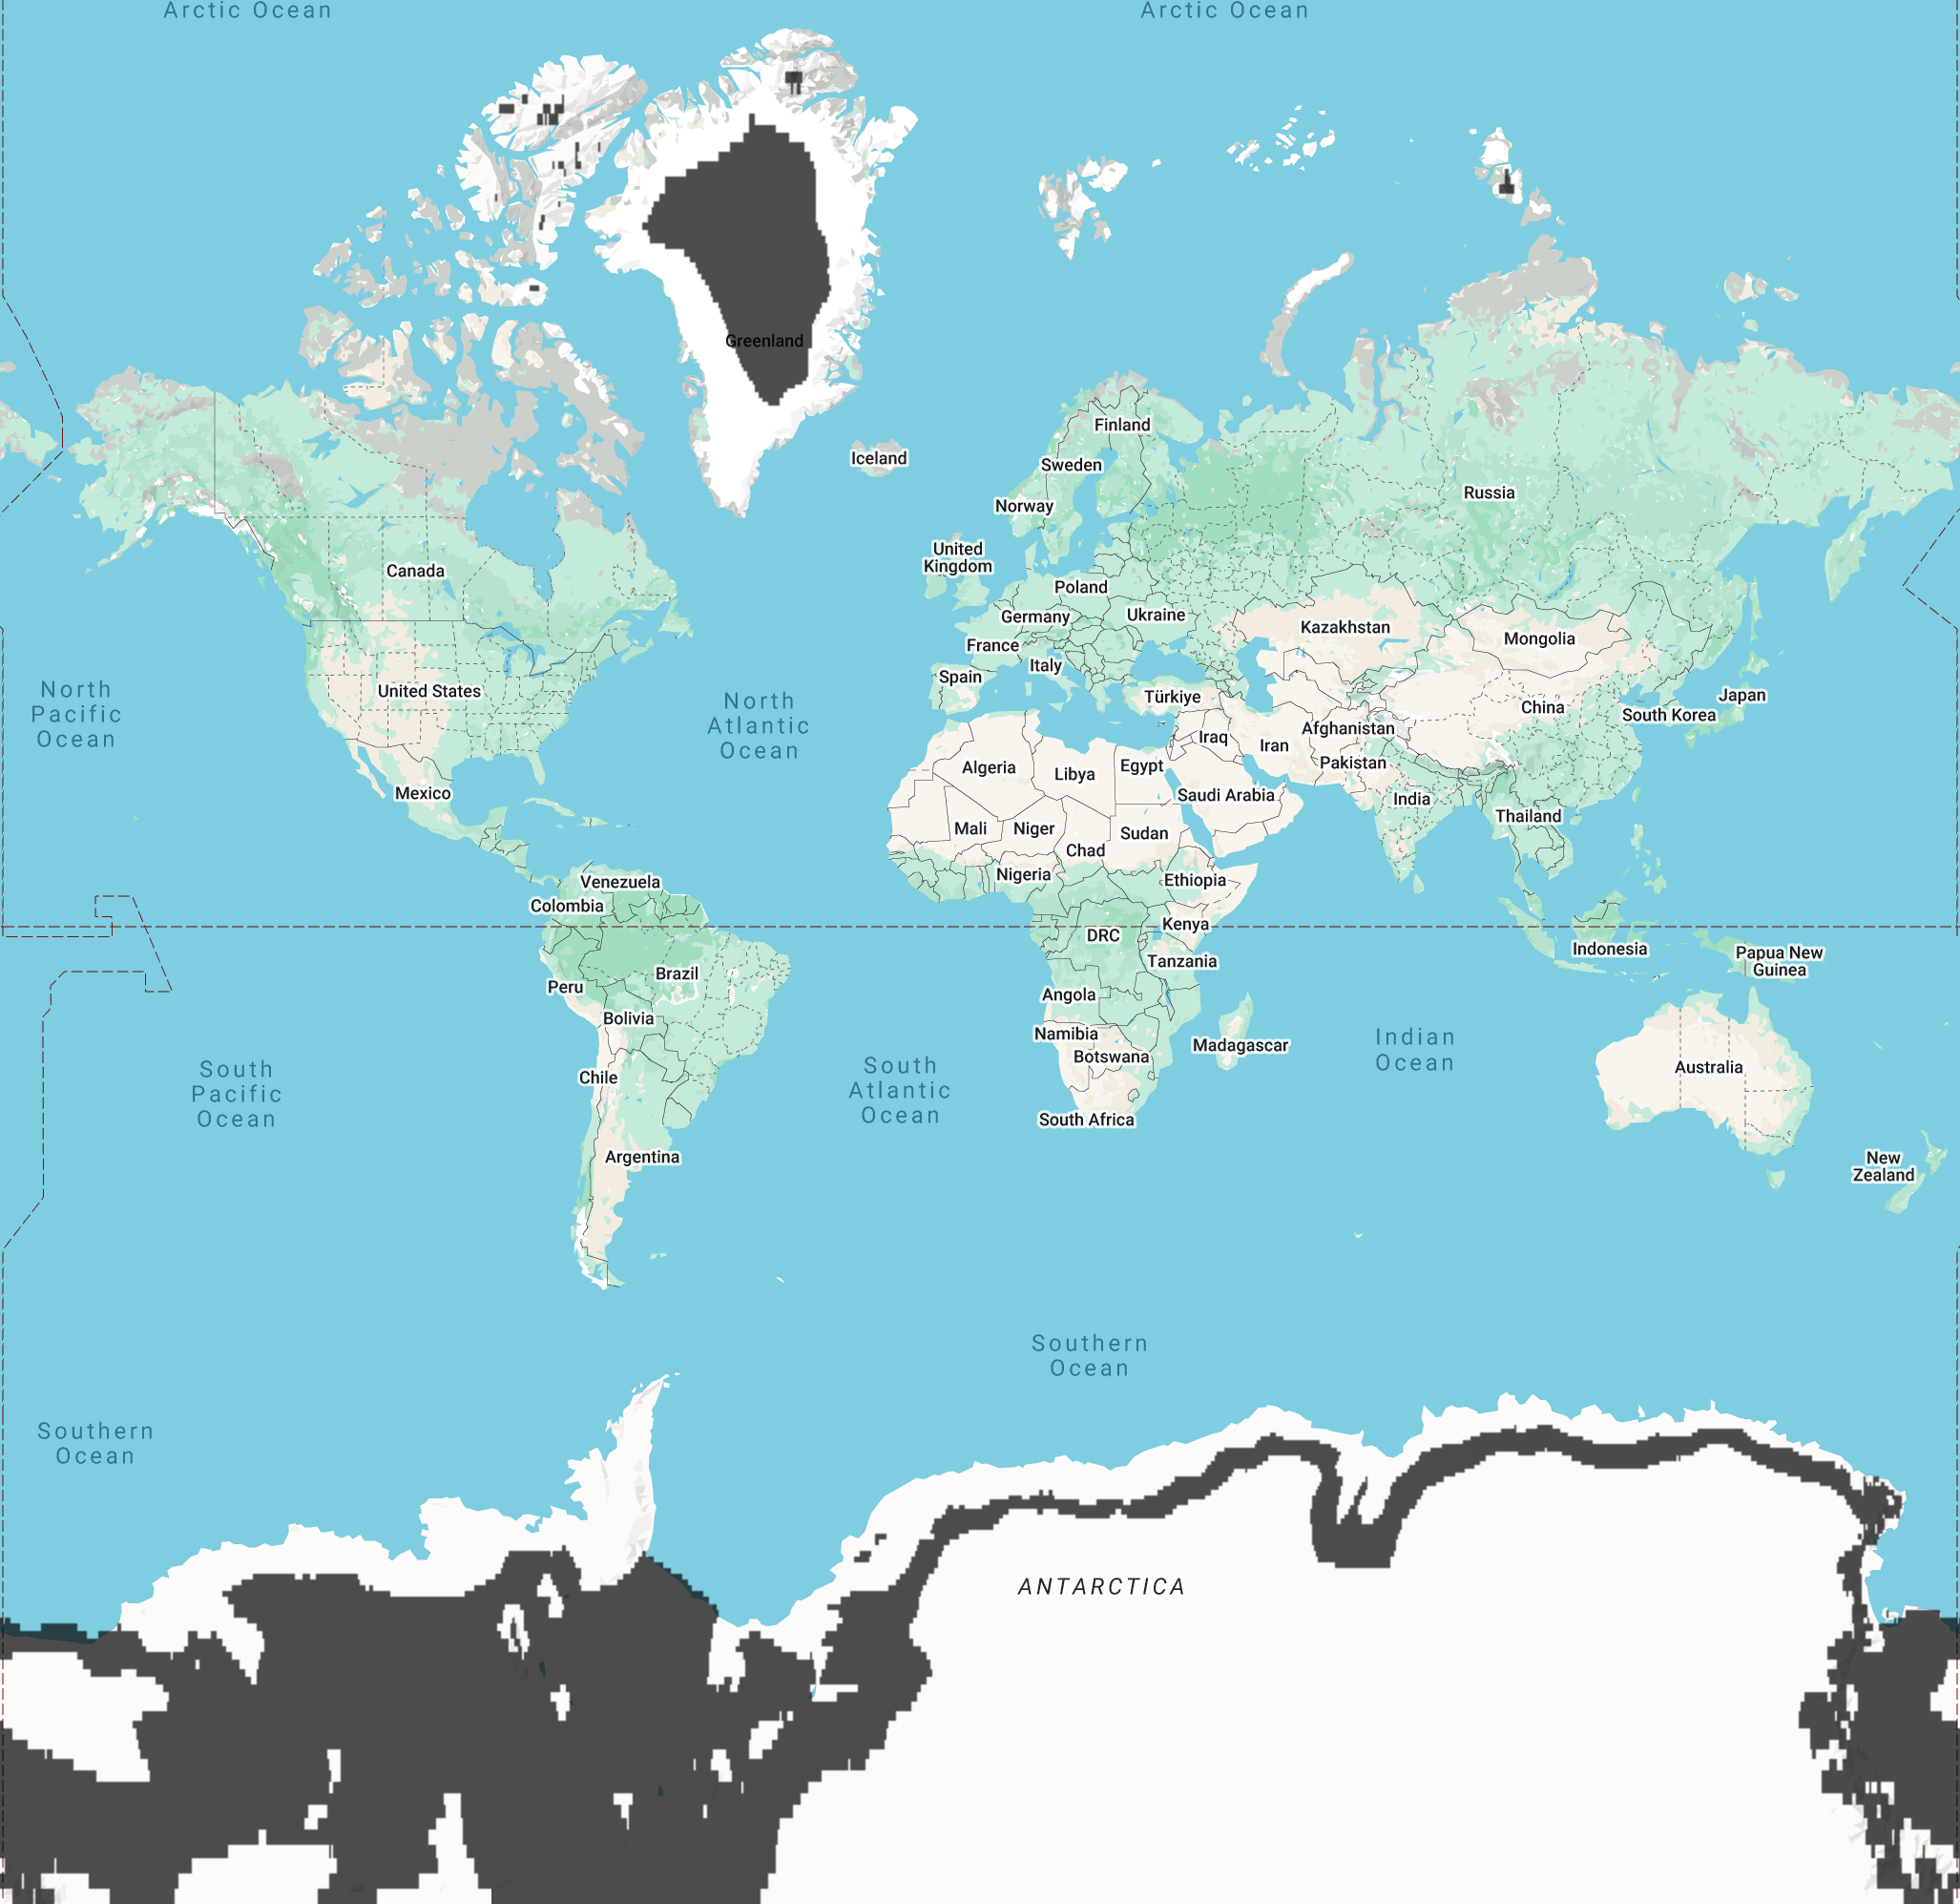 Arctic Ocean
Arctic Ocean
Greenland
Finland
Iceland
Sweden
Russia
Norway
United
Kingdom
Canada
Poland
Germany
Ukraine
Kazakhstan
Mongolia
France
Italy
Spain
United States
Türkiye
Japan
China
South Korea
North
Pacific
Ocean
North
Atlantic
Ocean
Afghanistan
Iraq
Iran
Pakistan
Algeria
Libya
Egypt
Saudi Arabia
India
Mexico
Thailand
Mali
Niger
Sudan
Chad
Nigeria
Ethiopia
Venezuela
Colombia
Kenya
DRC
Indonesia
Papua New
Guinea
Tanzania
Brazil
Peru
Angola
Bolivia
Namibia
Madagascar
Botswana
Indian
Ocean
Australia
Chile
South
Pacific
Ocean
South
Atlantic
Ocean
South Africa
Argentina
New
Zealand
Southern
Ocean
Southern
Ocean
ANTARCTICA